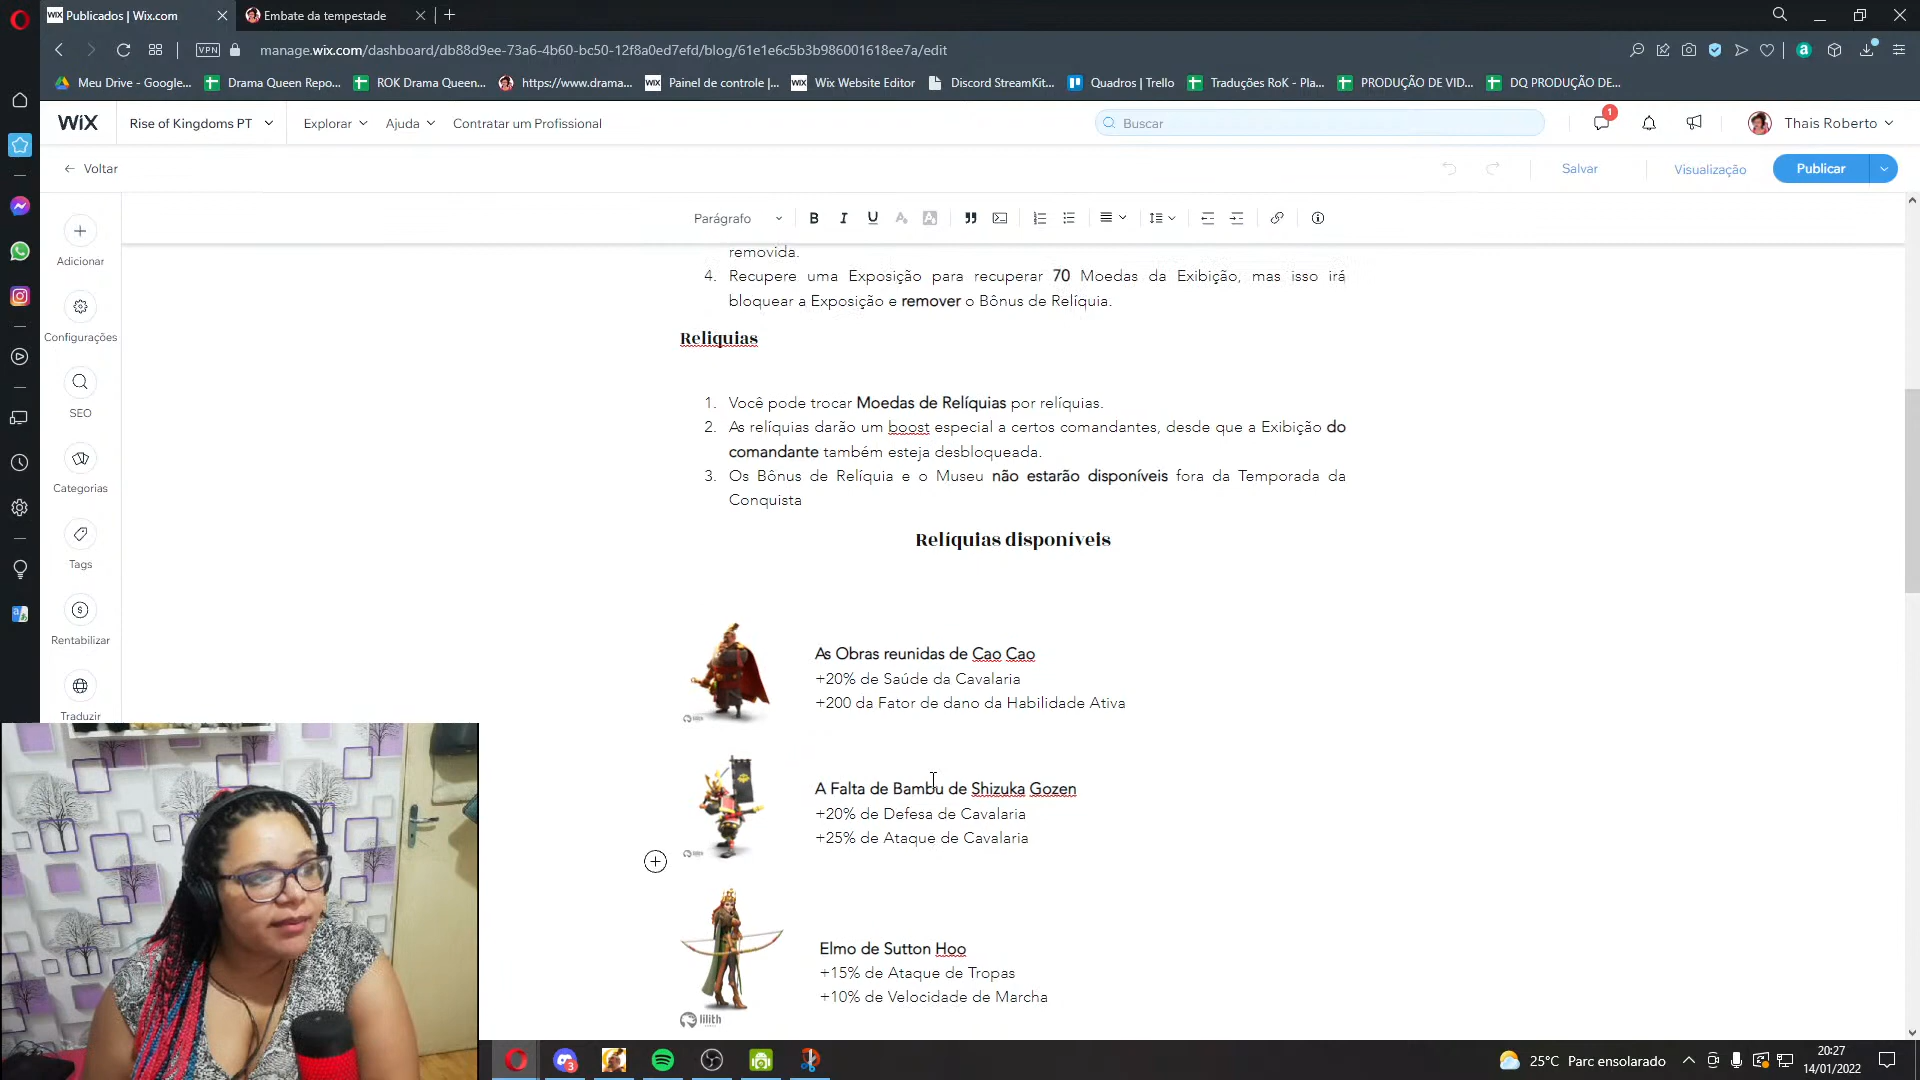 Publicados | Wix.com
Embate da tempestade
VPN
manage.wix.com/dashboard/db88d9ee-73a6-4b60-bc50-12f8a0ed7efd/blog/61e1e6c5b3b986001618ee7a/edit
Meu Drive - Google...
Drama Queen Repo...
ROK Drama Queen...
https://www.drama...
Painel de controle |...
Wix Website Editor
Discord StreamKit...
Quadros | Trello
Traduções RoK - Pla...
PRODUÇÃO DE VID...
DQ PRODUÇÃO DE...
WIX
Rise of Kingdoms PT
Explorar
Ajuda
Contratar um Profissional
Buscar
1
Thais Roberto
Voltar
Salvar
Visualização
Publicar
Parágrafo
B I U
Adicionar
Configurações
SEO
Categorias
Tags
Rentabilizar
Traduzir
removida.
4. Recupere uma Exposição para recuperar 70 Moedas da Exibição, mas isso irá
bloquear a Exposição e remover o Bônus de Relíquia.
Reliquias
1. Você pode trocar Moedas de Relíquias por relíquias.
2. As relíquias darão um boost especial a certos comandantes, desde que a Exibição do
comandante também esteja desbloqueada.
3. Os Bônus de Relíquia e o Museu não estarão disponíveis fora da Temporada da
Conquista
Relíquias disponíveis
As Obras reunidas de Cao Cao
+20% de Saúde da Cavalaria
+200 da Fator de dano da Habilidade Ativa
lilith
A Falta de Bambu de Shizuka Gozen
+20% de Defesa de Cavalaria
+25% de Ataque de Cavalaria
lilith
Elmo de Sutton Hoo
+15% de Ataque de Tropas
+10% de Velocidade de Marcha
lilith
3
25°C Parc ensolarado
20:27
14/01/2022